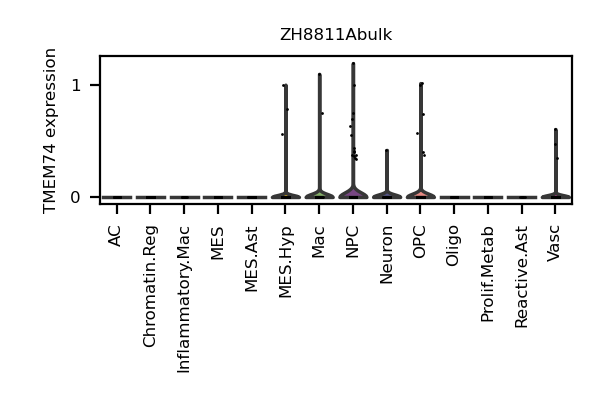 ZH8811Abulk
TMEM74 expression
1
0
AC
Chromatin.Reg
Inflammatory.Mac
MES
MES.Ast
MES.Hyp
Mac
NPC
Neuron
OPC
Oligo
Prolif.Metab
Reactive.Ast
Vasc